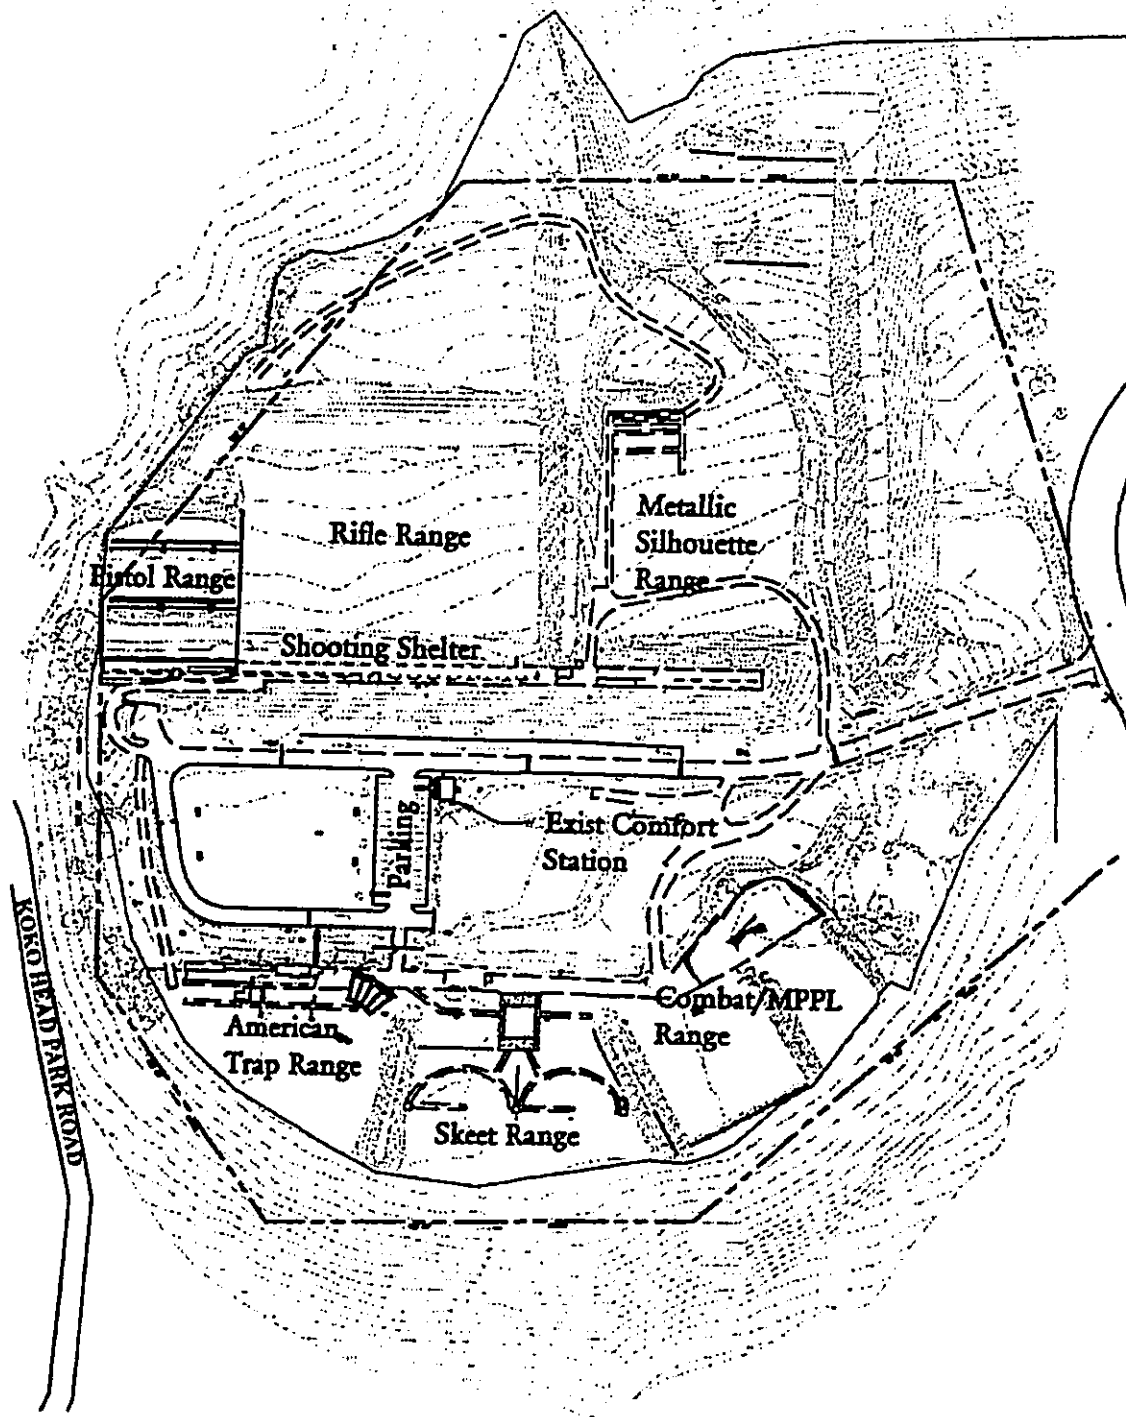 Metallic
Silhouette
Range
Rifle Range
Pistol Range
Shooting Shelter
Parking
Exist Comfort
Station
KOKO HEAD PARK ROAD
Combat/MPPL
Range
American
Trap Range
Skeet Range